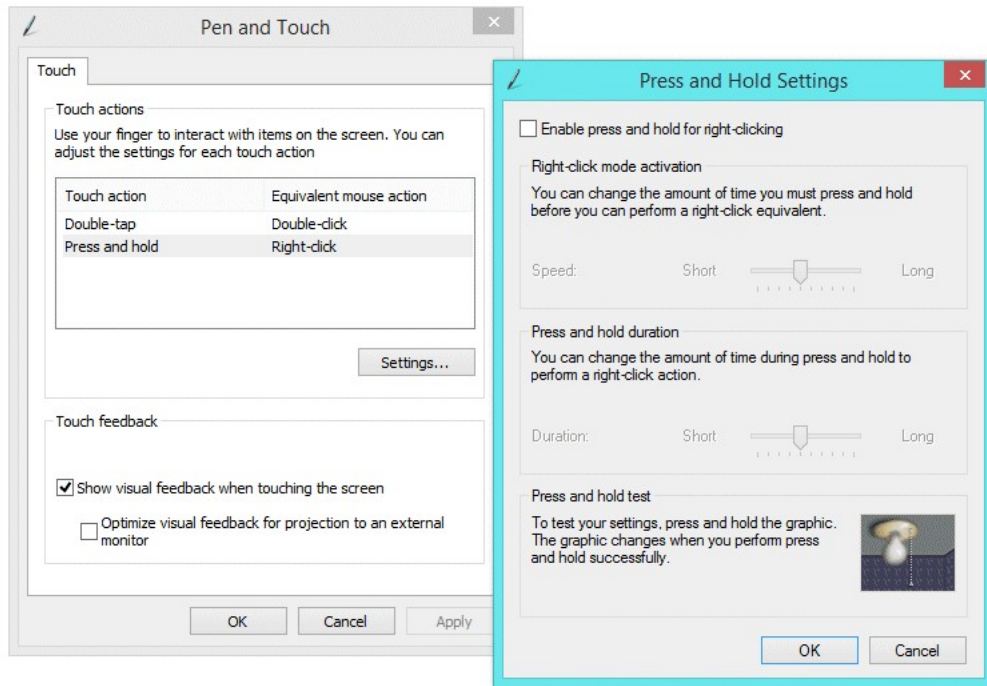 Pen and Touch
Touch
Touch actions
Use your finger to interact with items on the screen. You can
adjust the settings for each touch action
Touch action Equivalent mouse action
Double-tap Double-click
Press and hold Right-click
Settings...
Touch feedback
Show visual feedback when touching the screen
Optimize visual feedback for projection to an external
monitor
OK Cancel Apply
Press and Hold Settings
Enable press and hold for right-clicking
Right-click mode activation
You can change the amount of time you must press and hold
before you can perform a right-click equivalent.
Speed: Short Long
Press and hold duration
You can change the amount of time during press and hold to
perform a right-click action.
Duration: Short Long
Press and hold test
To test your settings, press and hold the graphic.
The graphic changes when you perform press
and hold successfully.
OK Cancel